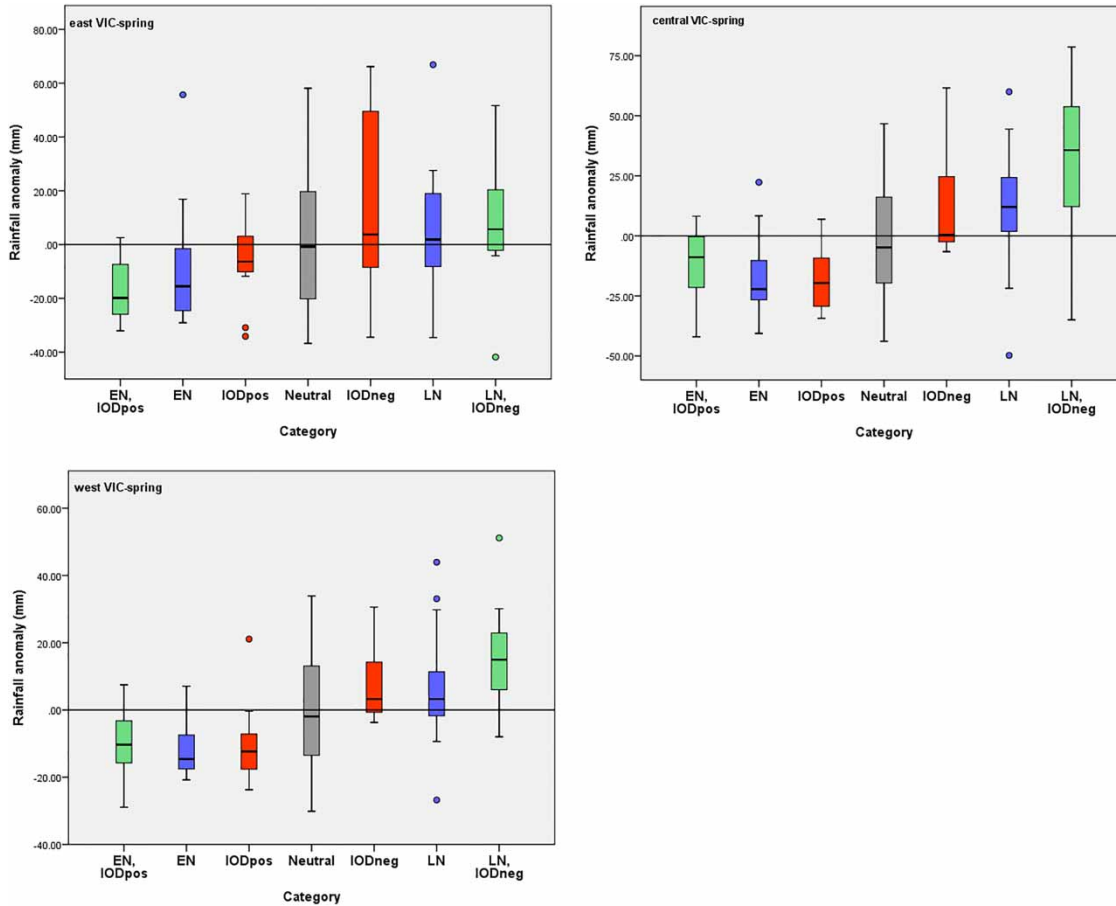 east VIC-spring
80.00
60.00
40.00
20.00
.00
-20.00
-40.00
Rainfall anomaly (mm)
EN, IODpos
EN
IODpos
Neutral
IODneg
LN
LN, IODneg
Category
central VIC-spring
75.00
50.00
25.00
.00
-25.00
-50.00
Rainfall anomaly (mm)
EN, IODpos
EN
IODpos
Neutral
IODneg
LN
LN, IODneg
Category
west VIC-spring
60.00
40.00
20.00
.00
-20.00
-40.00
Rainfall anomaly (mm)
EN, IODpos
EN
IODpos
Neutral
IODneg
LN
LN, IODneg
Category